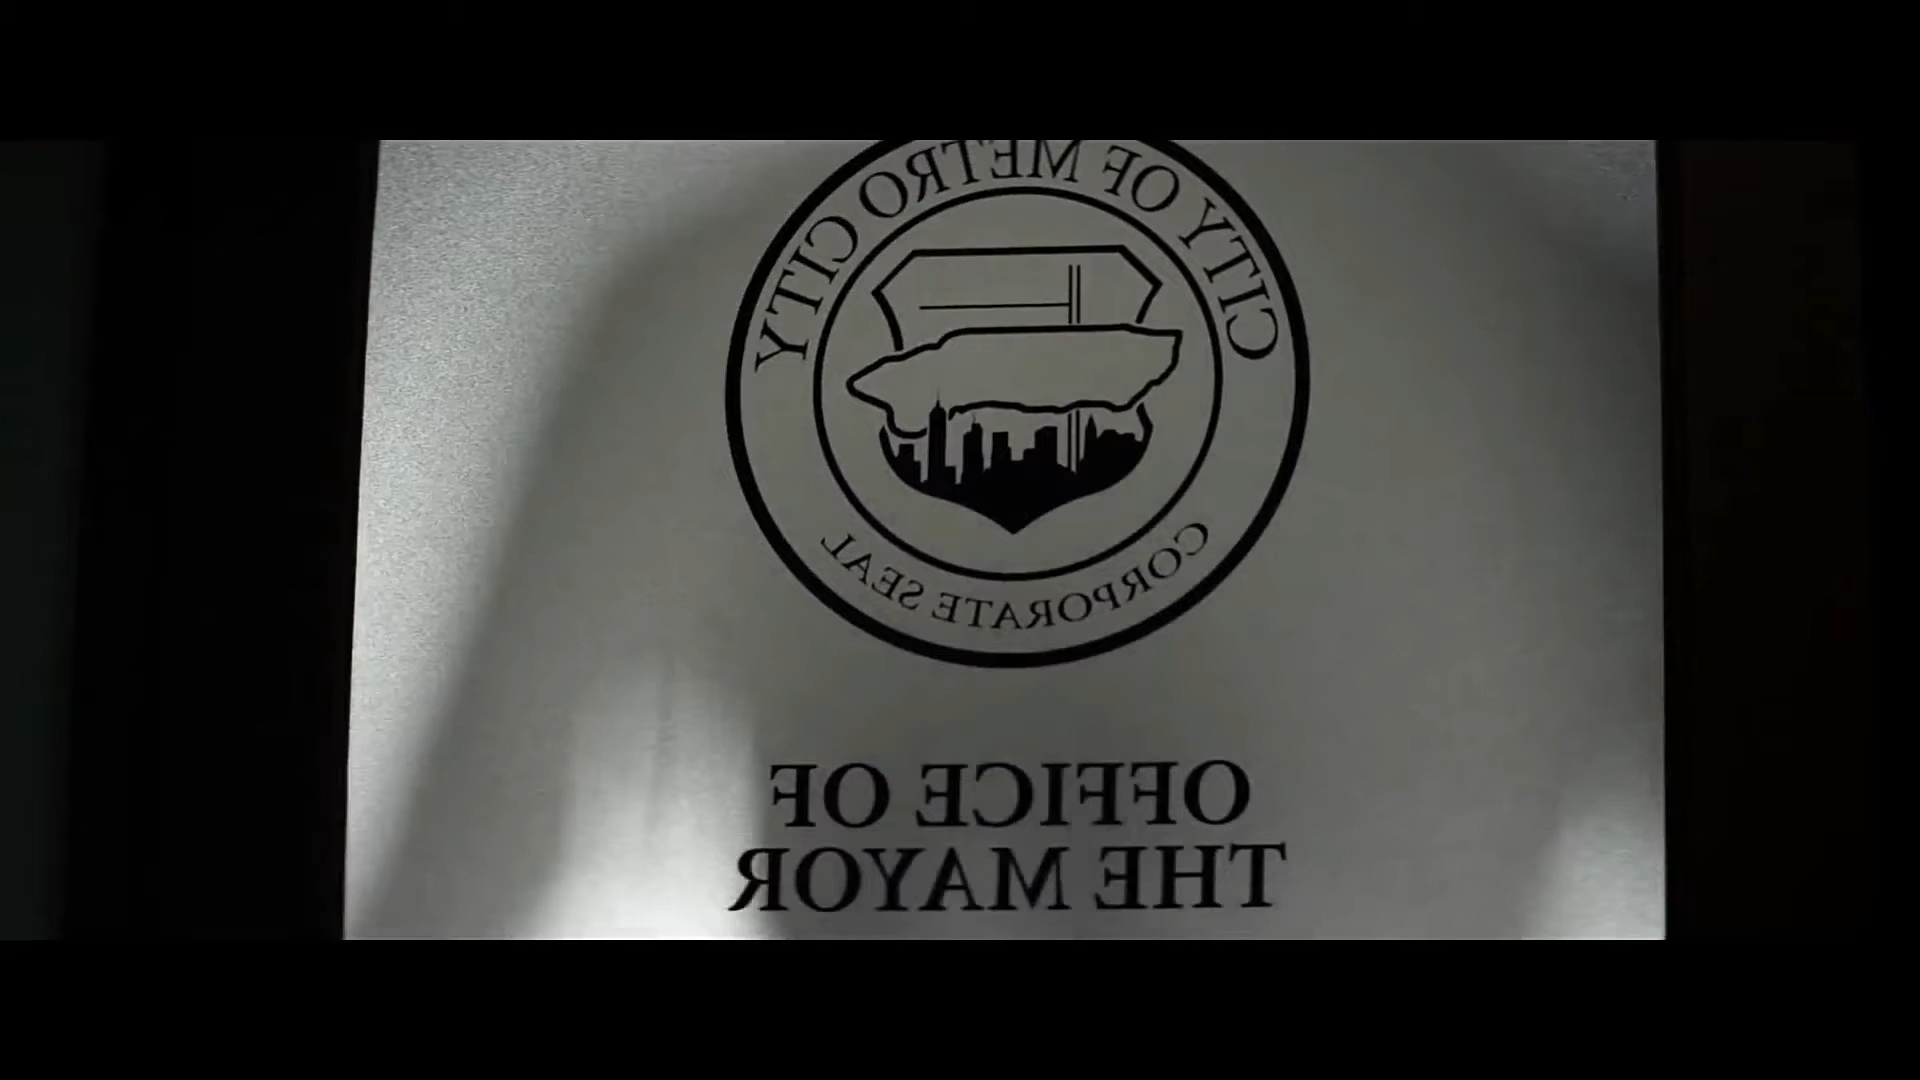 CITY OF METRO CITY
CORPORATE SEAL
OFFICE OF
THE MAYOR